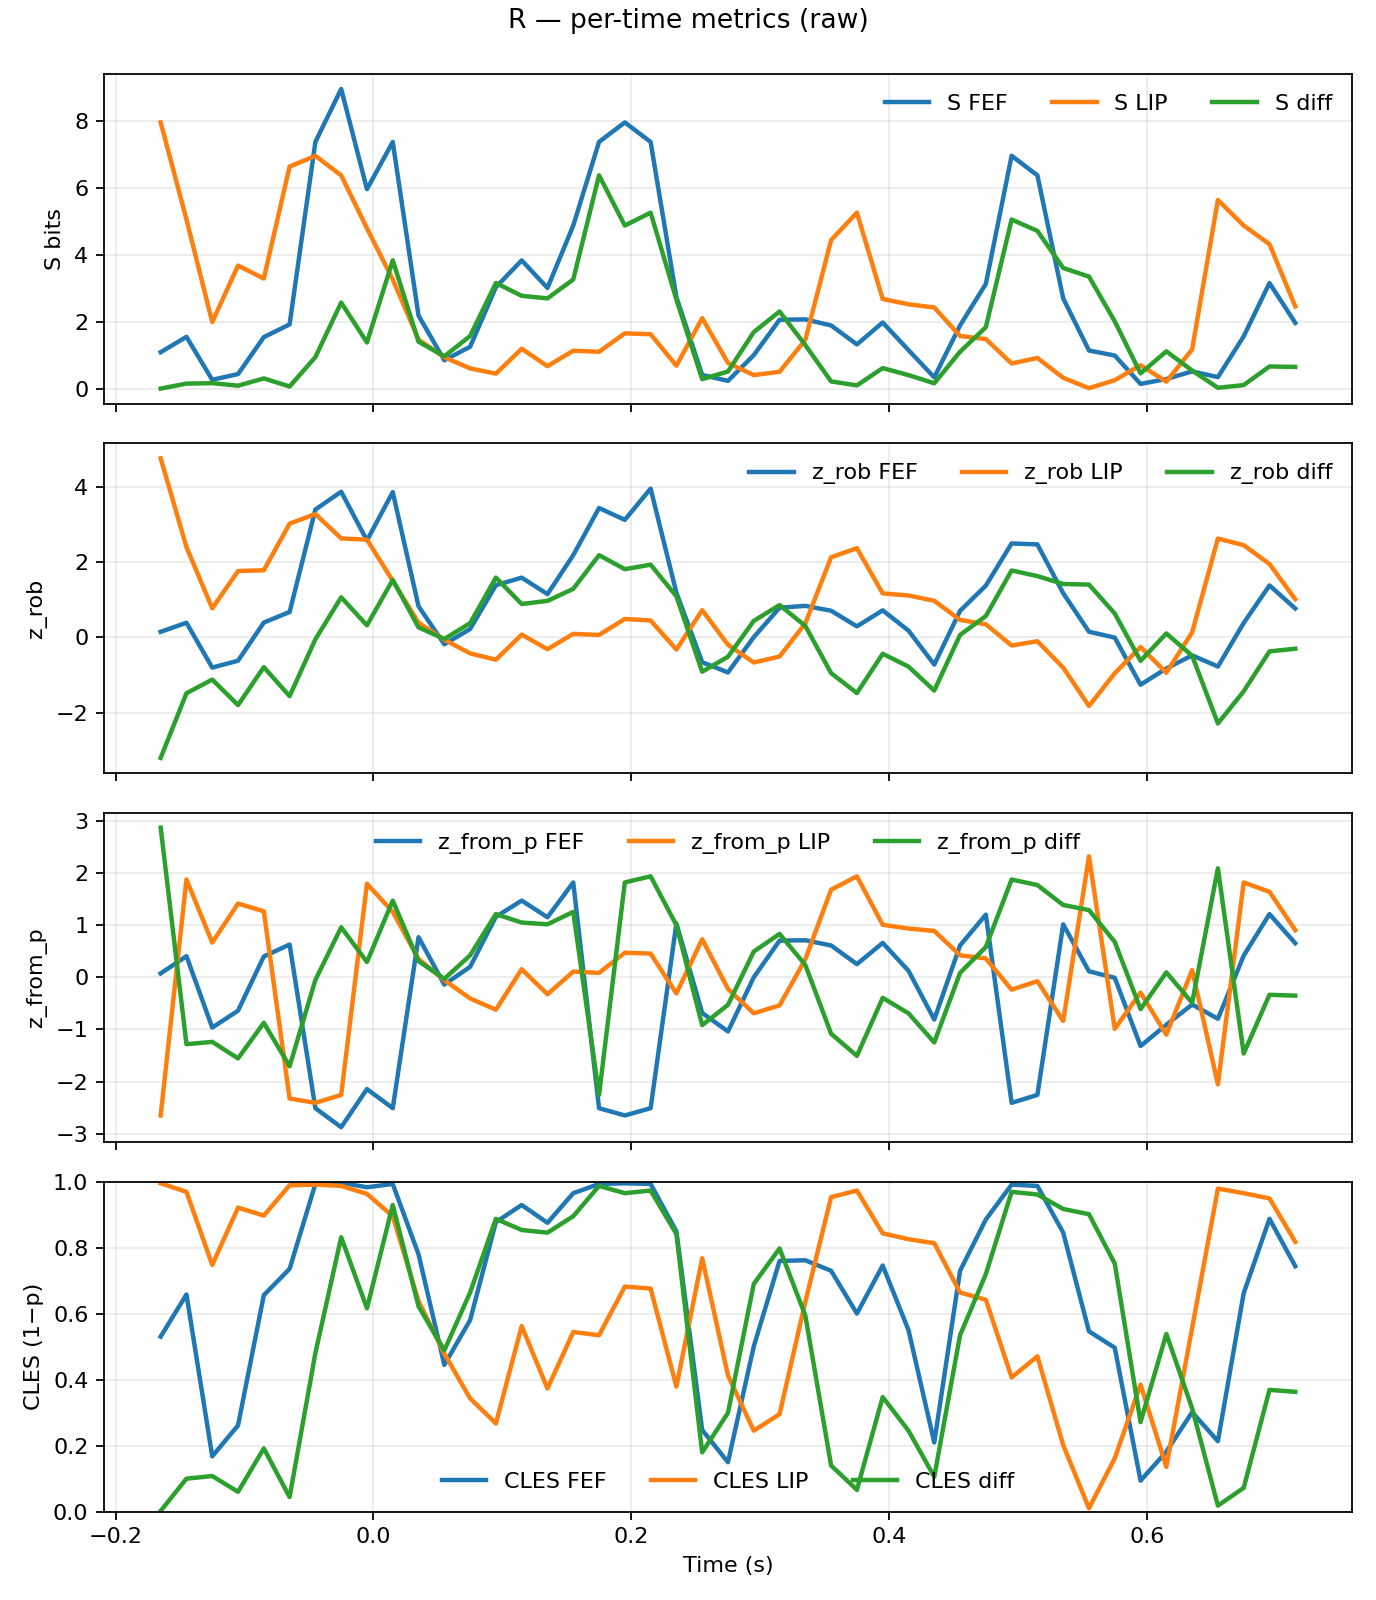 R — per-time metrics (raw)
S FEF S LIP S diff
S bits
8
6
4
2
0
z_rob FEF z_rob LIP z_rob diff
z_rob
4
2
0
−2
z_from_p FEF z_from_p LIP z_from_p diff
z_from_p
3
2
1
0
−1
−2
−3
CLES (1−p)
1.0
0.8
0.6
0.4
0.2
0.0
CLES FEF CLES LIP CLES diff
−0.2 0.0 0.2 0.4 0.6
Time (s)